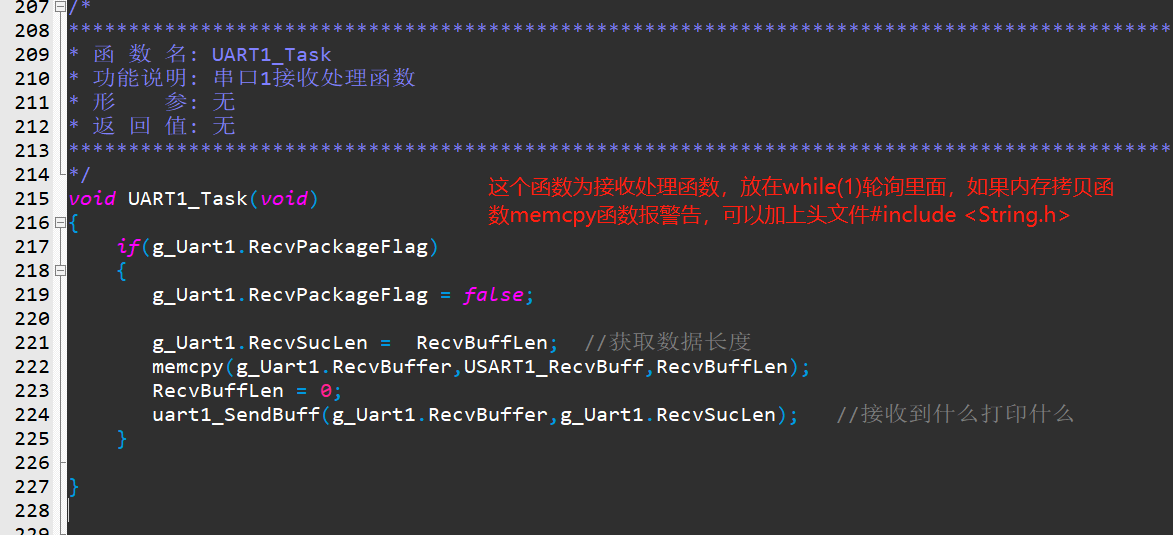 207 /*
208 *******************************************************************************************
209 * 函 数 名: UART1_Task
210 * 功能说明: 串口1接收处理函数
211 * 形    参: 无
212 * 返 回 值: 无
213 *******************************************************************************************
214 */
215 void UART1_Task(void)
这个函数为接收处理函数，放在while(1)轮询里面，如果内存拷贝函
数memcpy函数报警告，可以加上头文件#include <String.h>
216 {
217     if(g_Uart1.RecvPackageFlag)
218     {
219        g_Uart1.RecvPackageFlag = false;
220
221        g_Uart1.RecvSucLen =  RecvBuffLen;  //获取数据长度
222        memcpy(g_Uart1.RecvBuffer,USART1_RecvBuff,RecvBuffLen);
223        RecvBuffLen = 0;
224        uart1_SendBuff(g_Uart1.RecvBuffer,g_Uart1.RecvSucLen);   //接收到什么打印什么
225     }
226
227 }
228
229